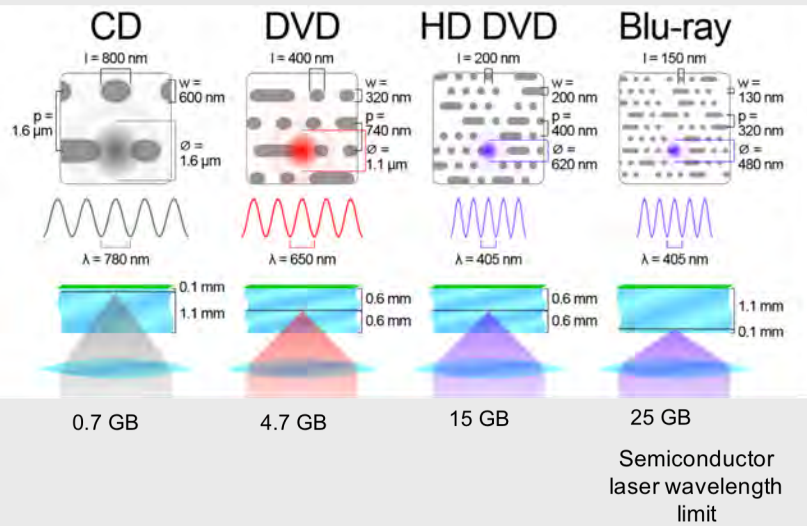 CD
l = 800 nm
w =
600 nm
p =
1.6 µm
Ø =
1.6 µm
λ = 780 nm
0.1 mm
1.1 mm
0.7 GB
DVD
l = 400 nm
w =
320 nm
p =
740 nm
Ø =
1.1 µm
λ = 650 nm
0.6 mm
0.6 mm
4.7 GB
HD DVD
l = 200 nm
w =
200 nm
p =
400 nm
Ø =
620 nm
λ = 405 nm
0.6 mm
0.6 mm
15 GB
Blu-ray
l = 150 nm
w =
130 nm
p =
320 nm
Ø =
480 nm
λ = 405 nm
1.1 mm
0.1 mm
25 GB
Semiconductor
laser wavelength
limit